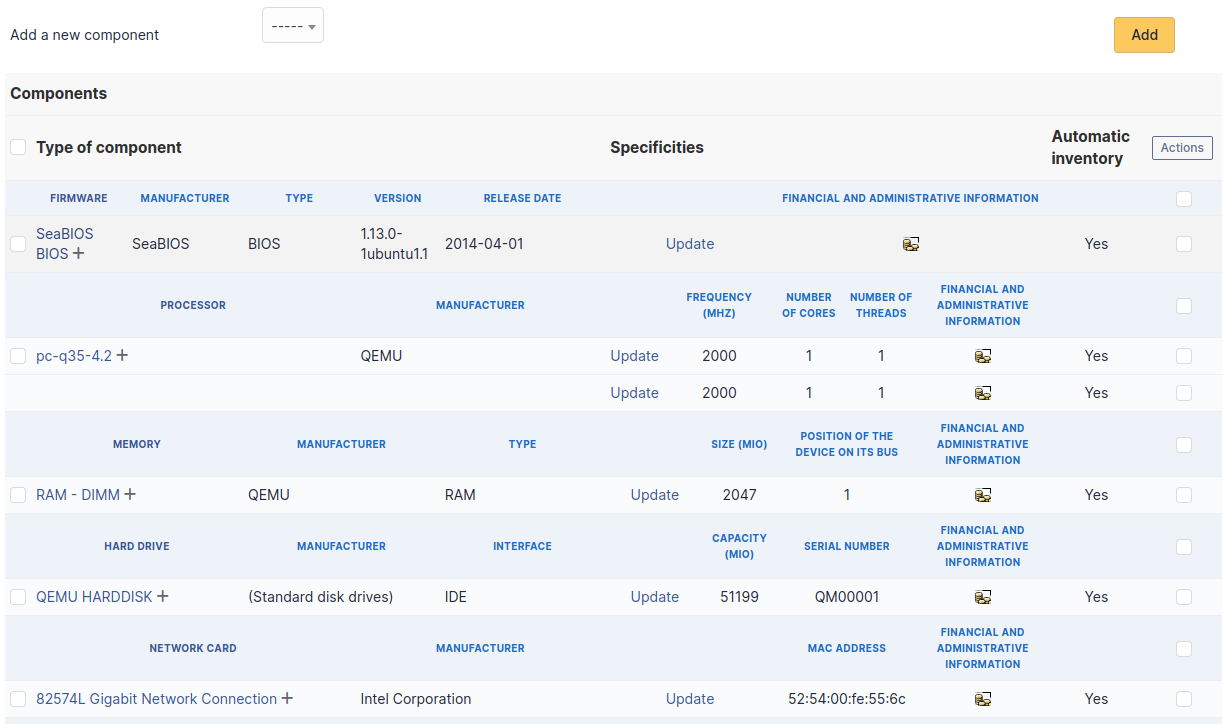 Add a new component ----- Add
Components
Type of component Specificities Automatic inventory Actions
FIRMWARE MANUFACTURER TYPE VERSION RELEASE DATE FINANCIAL AND ADMINISTRATIVE INFORMATION
SeaBIOS BIOS + SeaBIOS BIOS 1.13.0-1ubuntu1.1 2014-04-01 Update Yes
PROCESSOR MANUFACTURER FREQUENCY (MHZ) NUMBER OF CORES NUMBER OF THREADS FINANCIAL AND ADMINISTRATIVE INFORMATION
pc-q35-4.2 + QEMU Update 2000 1 1 Yes
Update 2000 1 1 Yes
MEMORY MANUFACTURER TYPE SIZE (MIO) POSITION OF THE DEVICE ON ITS BUS FINANCIAL AND ADMINISTRATIVE INFORMATION
RAM - DIMM + QEMU RAM Update 2047 1 Yes
HARD DRIVE MANUFACTURER INTERFACE CAPACITY (MIO) SERIAL NUMBER FINANCIAL AND ADMINISTRATIVE INFORMATION
QEMU HARDDISK + (Standard disk drives) IDE Update 51199 QM00001 Yes
NETWORK CARD MANUFACTURER MAC ADDRESS FINANCIAL AND ADMINISTRATIVE INFORMATION
82574L Gigabit Network Connection + Intel Corporation Update 52:54:00:fe:55:6c Yes